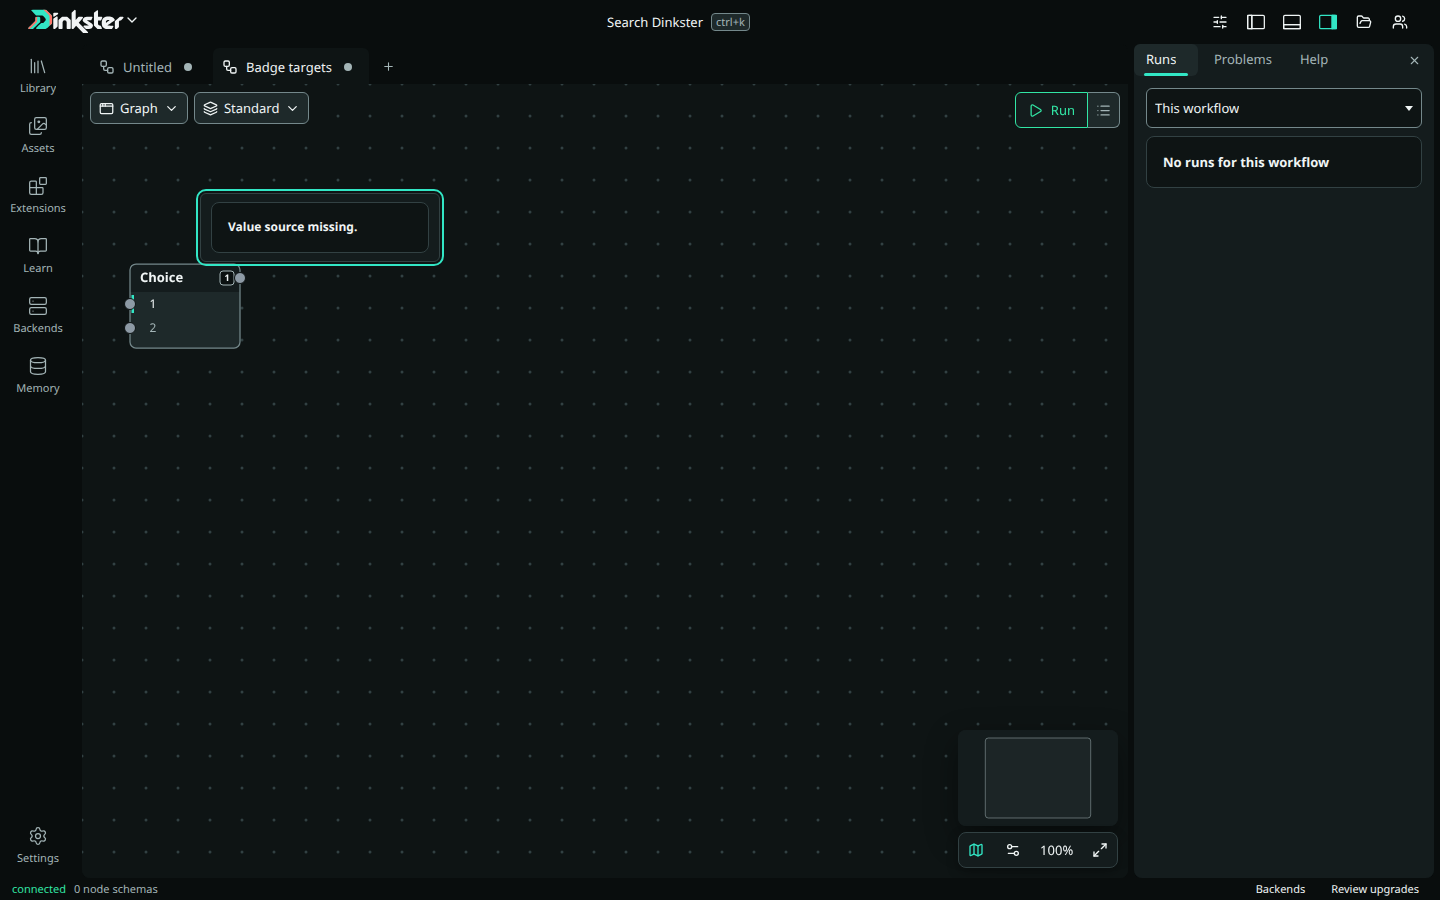 Dinkster
Search Dinkster ctrl+k
Library
Assets
Extensions
Learn
Backends
Memory
Settings
Untitled
Badge targets
Graph
Standard
Run
Value source missing.
Choice 1
1
2
100%
Runs
Problems
Help
This workflow
No runs for this workflow
connected
0 node schemas
Backends
Review upgrades